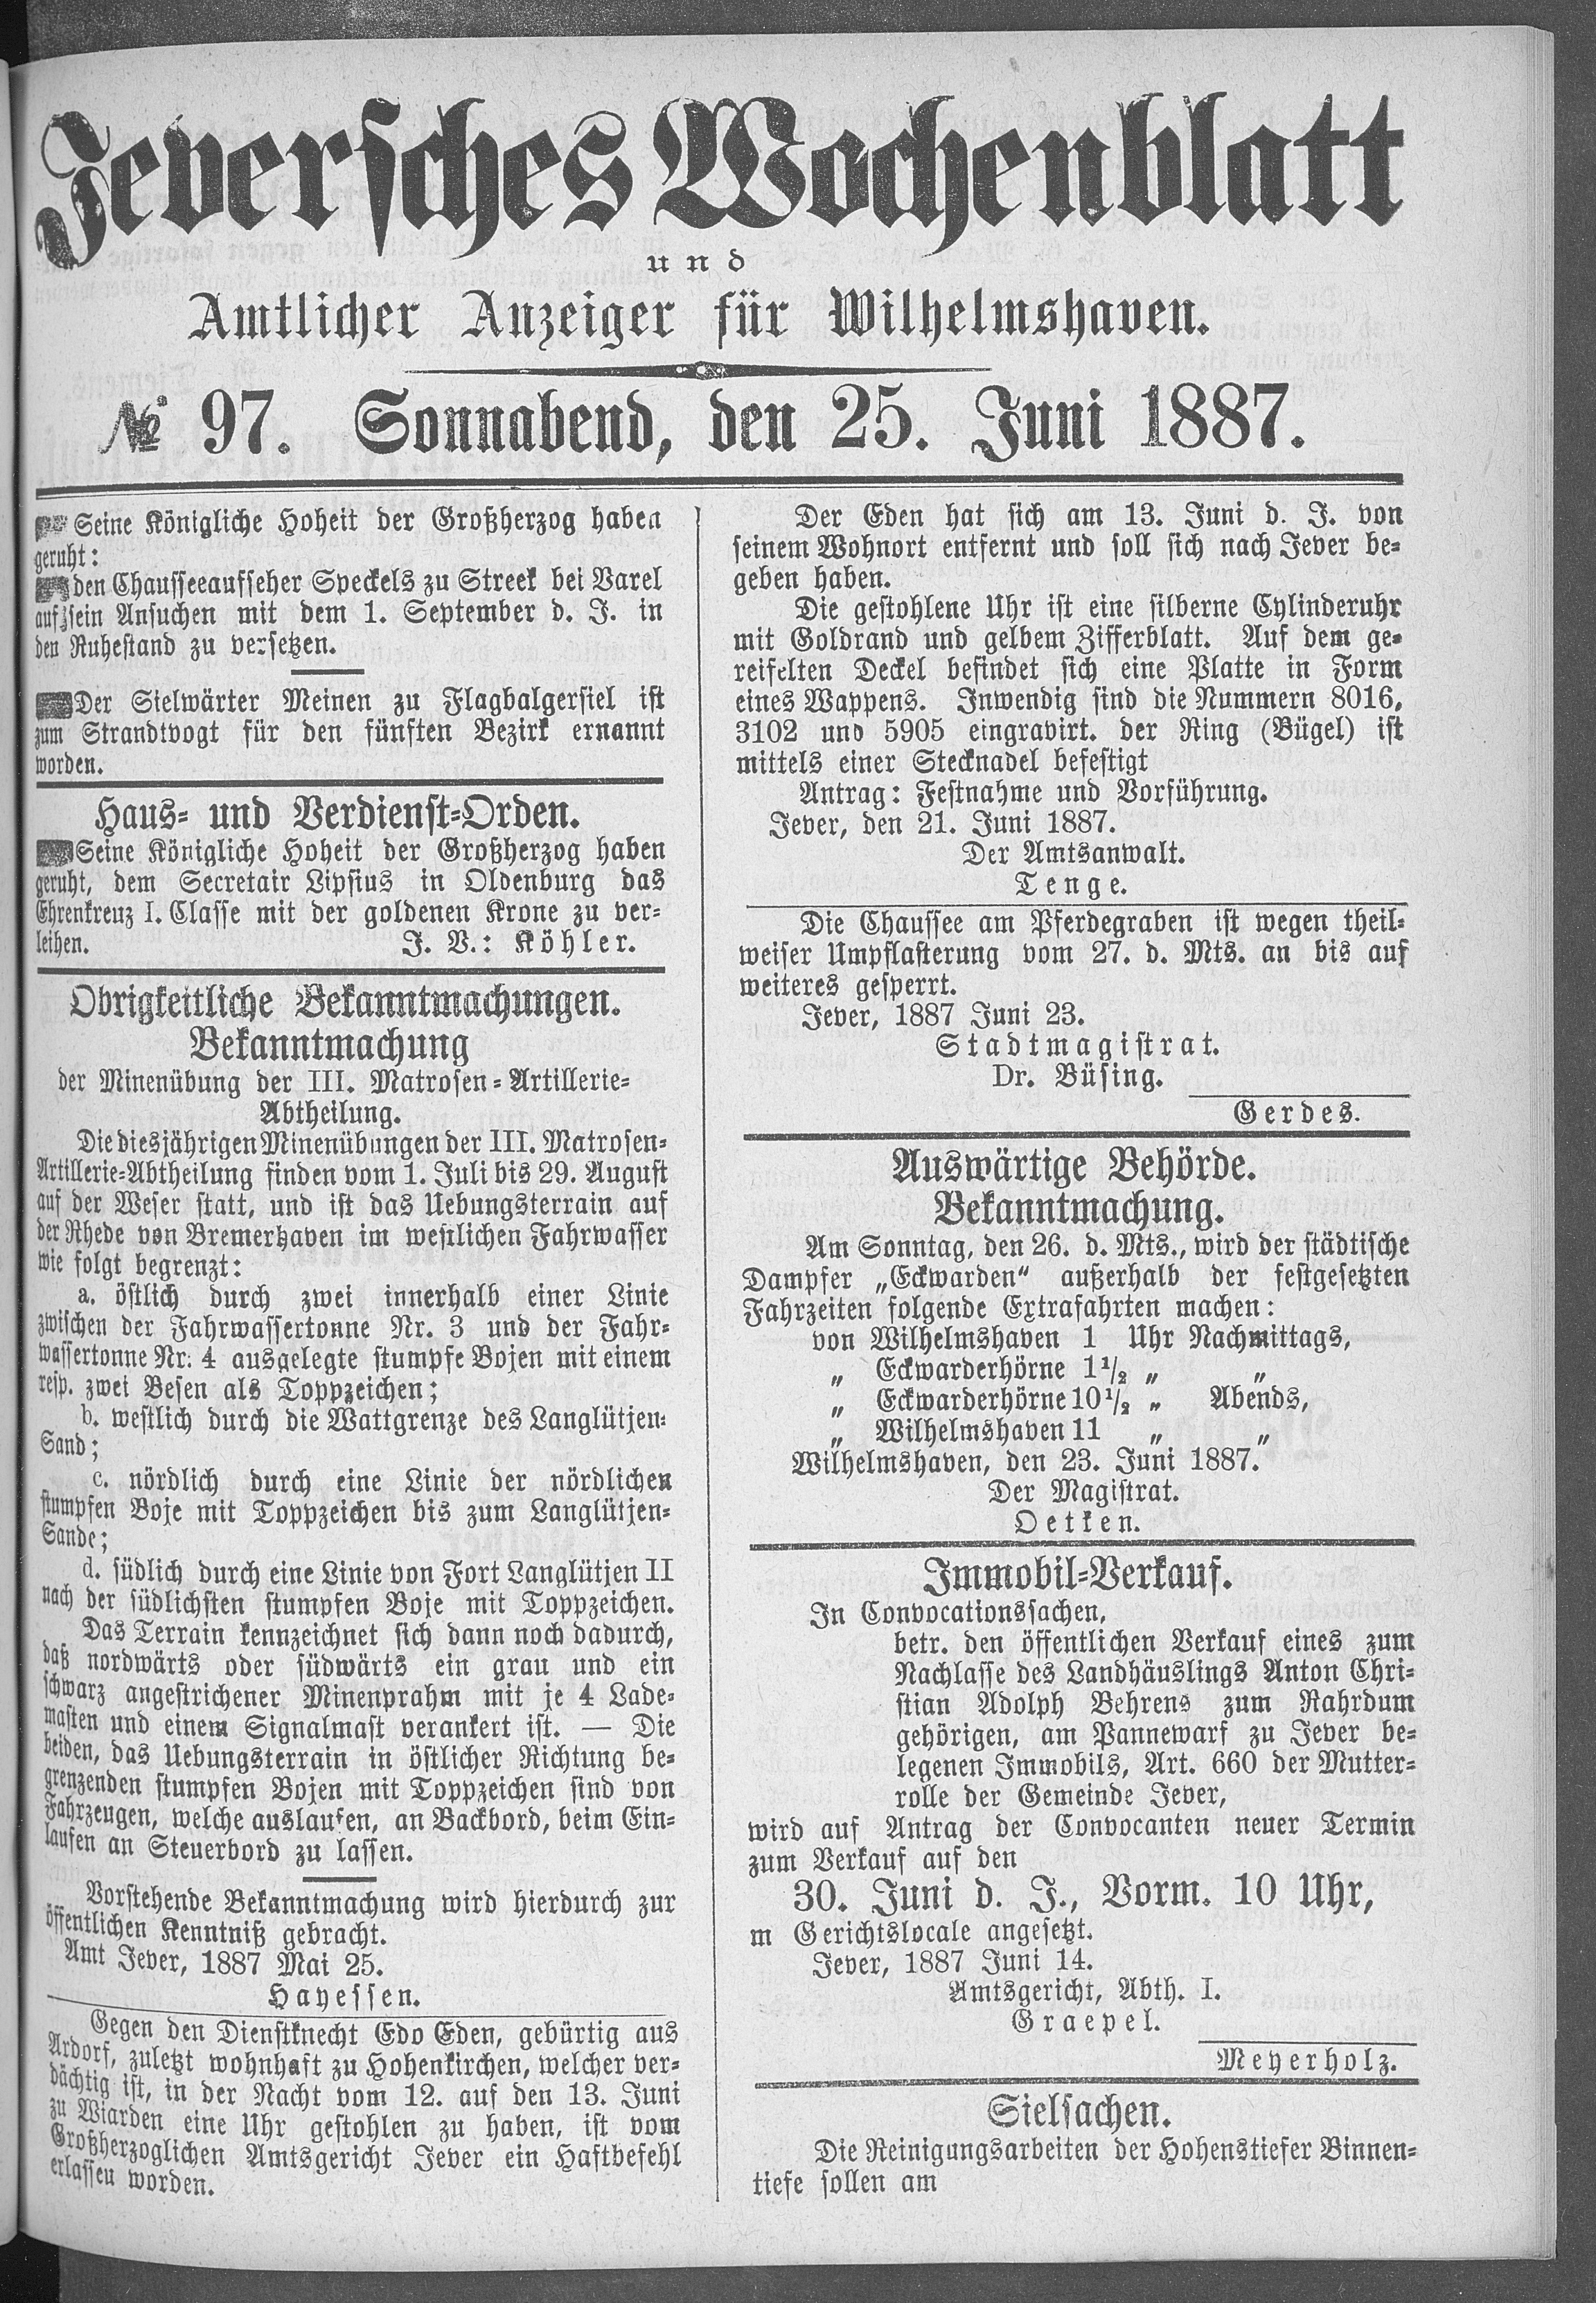 Jeversches Wochenblatt
und
Amtlicher Anzeiger für Wilhelmshaven.
№ 97. Sonnabend, den 25. Juni 1887.
Seine Königliche Hoheit der Großherzog haben
geruht:
den Chausseeaufseher Speckels zu Streek bei Varel
auf sein Ansuchen mit dem 1. September d. J. in
den Ruhestand zu versetzen.
Der Sielwärter Meinen zu Flagbalgersiel ist
zum Strandtvogt für den fünften Bezirk ernannt
worden.
Haus- und Verdienst-Orden.
Seine Königliche Hoheit der Großherzog haben
geruht, dem Secretair Lipsius in Oldenburg das
Ehrenkreuz I. Classe mit der goldenen Krone zu ver-
leihen. J. V.: Köhler.
Obrigkeitliche Bekanntmachungen.
Bekanntmachung
der Minenübung der III. Matrosen-Artillerie-
Abtheilung.
Die diesjährigen Minenübungen der III. Matrosen-
Artillerie-Abtheilung finden vom 1. Juli bis 29. August
auf der Weser statt, und ist das Uebungsterrain auf
der Rhede von Bremerhaven im westlichen Fahrwasser
wie folgt begrenzt:
a. östlich durch zwei innerhalb einer Linie
zwischen der Fahrwassertonne Nr. 3 und der Fahr-
wassertonne Nr. 4 ausgelegte stumpfe Bojen mit einem
resp. zwei Besen als Toppzeichen;
b. westlich durch die Wattgrenze des Langlütjen-
Sand;
c. nördlich durch eine Linie der nördlichen
stumpfen Boje mit Toppzeichen bis zum Langlütjen-
Sande;
d. südlich durch eine Linie von Fort Langlütjen II
nach der südlichsten stumpfen Boje mit Toppzeichen.
Das Terrain kennzeichnet sich dann noch dadurch,
daß nordwärts oder südwärts ein grau und ein
schwarz angestrichener Minenprahm mit je 4 Lade-
masten und einem Signalmast verankert ist. — Die
beiden, das Uebungsterrain in östlicher Richtung be-
grenzenden stumpfen Bojen mit Toppzeichen sind von
Fahrzeugen, welche auslaufen, an Backbord, beim Ein-
laufen an Steuerbord zu lassen.
Vorstehende Bekanntmachung wird hierdurch zur
öffentlichen Kenntniß gebracht.
Amt Jever, 1887 Mai 25.
Hayessen.
Gegen den Dienstknecht Edo Eden, gebürtig aus
Ardorf, zuletzt wohnhaft zu Hohenkirchen, welcher ver-
dächtig ist, in der Nacht vom 12. auf den 13. Juni
zu Wiarden eine Uhr gestohlen zu haben, ist vom
Großherzoglichen Amtsgericht Jever ein Haftbefehl
erlassen worden.
Der Eden hat sich am 13. Juni d. J. von
seinem Wohnort entfernt und soll sich nach Jever be-
geben haben.
Die gestohlene Uhr ist eine silberne Cylinderuhr
mit Goldrand und gelbem Zifferblatt. Auf dem ge-
reifelten Deckel befindet sich eine Platte in Form
eines Wappens. Inwendig sind die Nummern 8016,
3102 und 5905 eingravirt. der Ring (Bügel) ist
mittels einer Stecknadel befestigt
Antrag: Festnahme und Vorführung.
Jever, den 21. Juni 1887.
Der Amtsanwalt.
Tenge.
Die Chaussee am Pferdegraben ist wegen theil-
weiser Umpflasterung vom 27. d. Mts. an bis auf
weiteres gesperrt.
Jever, 1887 Juni 23.
Stadtmagistrat.
Dr. Büsing.
Gerdes.
Auswärtige Behörde.
Bekanntmachung.
Am Sonntag, den 26. d. Mts., wird der städtische
Dampfer „Eckwarden“ außerhalb der festgesetzten
Fahrzeiten folgende Extrafahrten machen:
von Wilhelmshaven 1 Uhr Nachmittags,
„ Eckwarderhörne 1½ „ „
„ Eckwarderhörne 10½ „ Abends,
„ Wilhelmshaven 11 „ „
Wilhelmshaven, den 23. Juni 1887.
Der Magistrat.
Oetken.
Immobil-Verkauf.
In Convocationssachen,
betr. den öffentlichen Verkauf eines zum
Nachlasse des Landhäuslings Anton Chri-
stian Adolph Behrens zum Rahrdum
gehörigen, am Pannewarf zu Jever be-
legenen Immobils, Art. 660 der Mutter-
rolle der Gemeinde Jever,
wird auf Antrag der Convocanten neuer Termin
zum Verkauf auf den
30. Juni d. J., Vorm. 10 Uhr,
m Gerichtslocale angesetzt.
Jever, 1887 Juni 14.
Amtsgericht, Abth. I.
Graepel.
Meyerholz.
Sielsachen.
Die Reinigungsarbeiten der Hohenstiefer Binnen-
tiefe sollen am